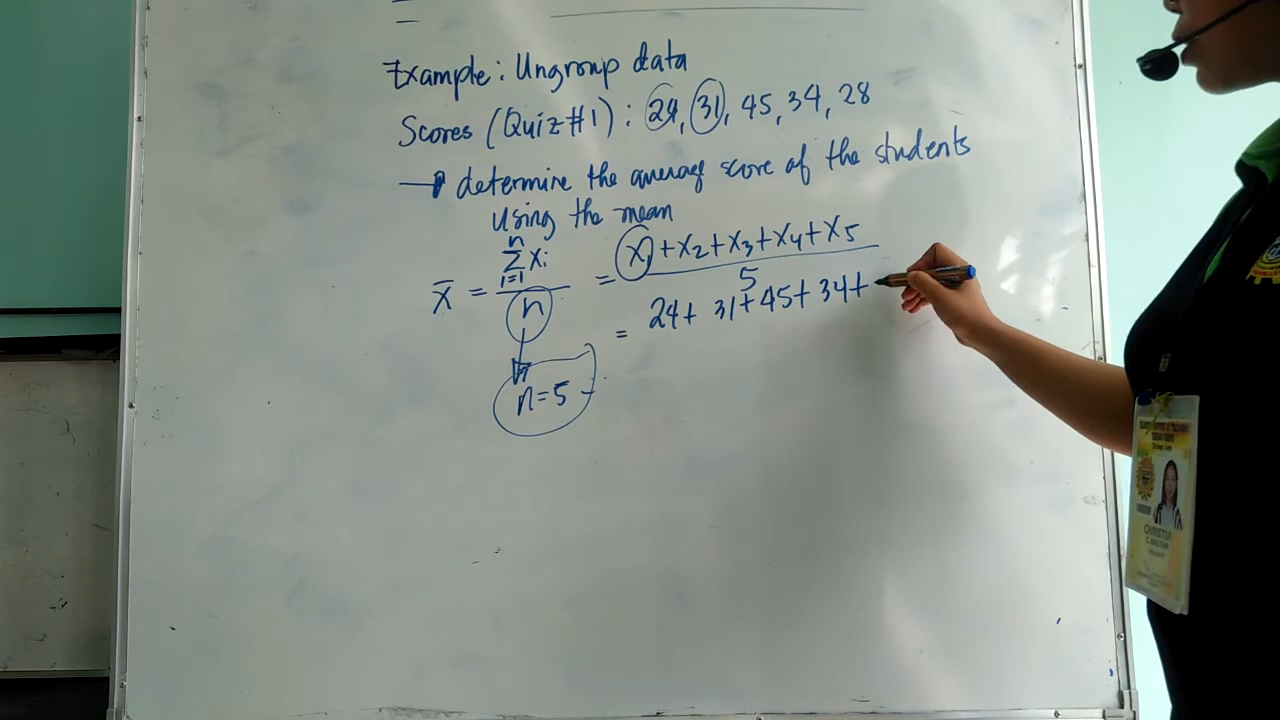 Example: Ungroup data
Scores (Quiz #1): 24, 31, 45, 34, 28
→ determine the average score of the students
using the mean
x̄ = n Σ i=1 xi / n = x1 + x2 + x3 + x4 + x5 / 5
= 24 + 31 + 45 + 34 +
n = 5
CHRISTIA